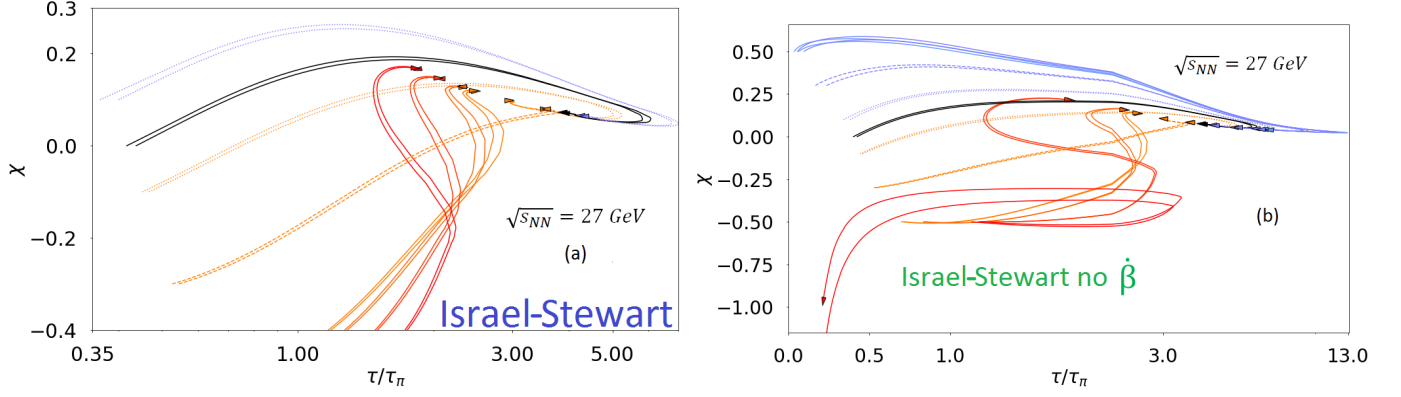 0.3
0.2
χ
0.0
−0.2
−0.4
√sNN = 27 GeV
(a)
Israel-Stewart
0.35
1.00
3.00
5.00
τ/τπ
0.50
0.25
0.00
χ
−0.25
−0.50
−0.75
−1.00
√sNN = 27 GeV
(b)
Israel-Stewart no β̇
0.0
0.5
1.0
3.0
13.0
τ/τπ